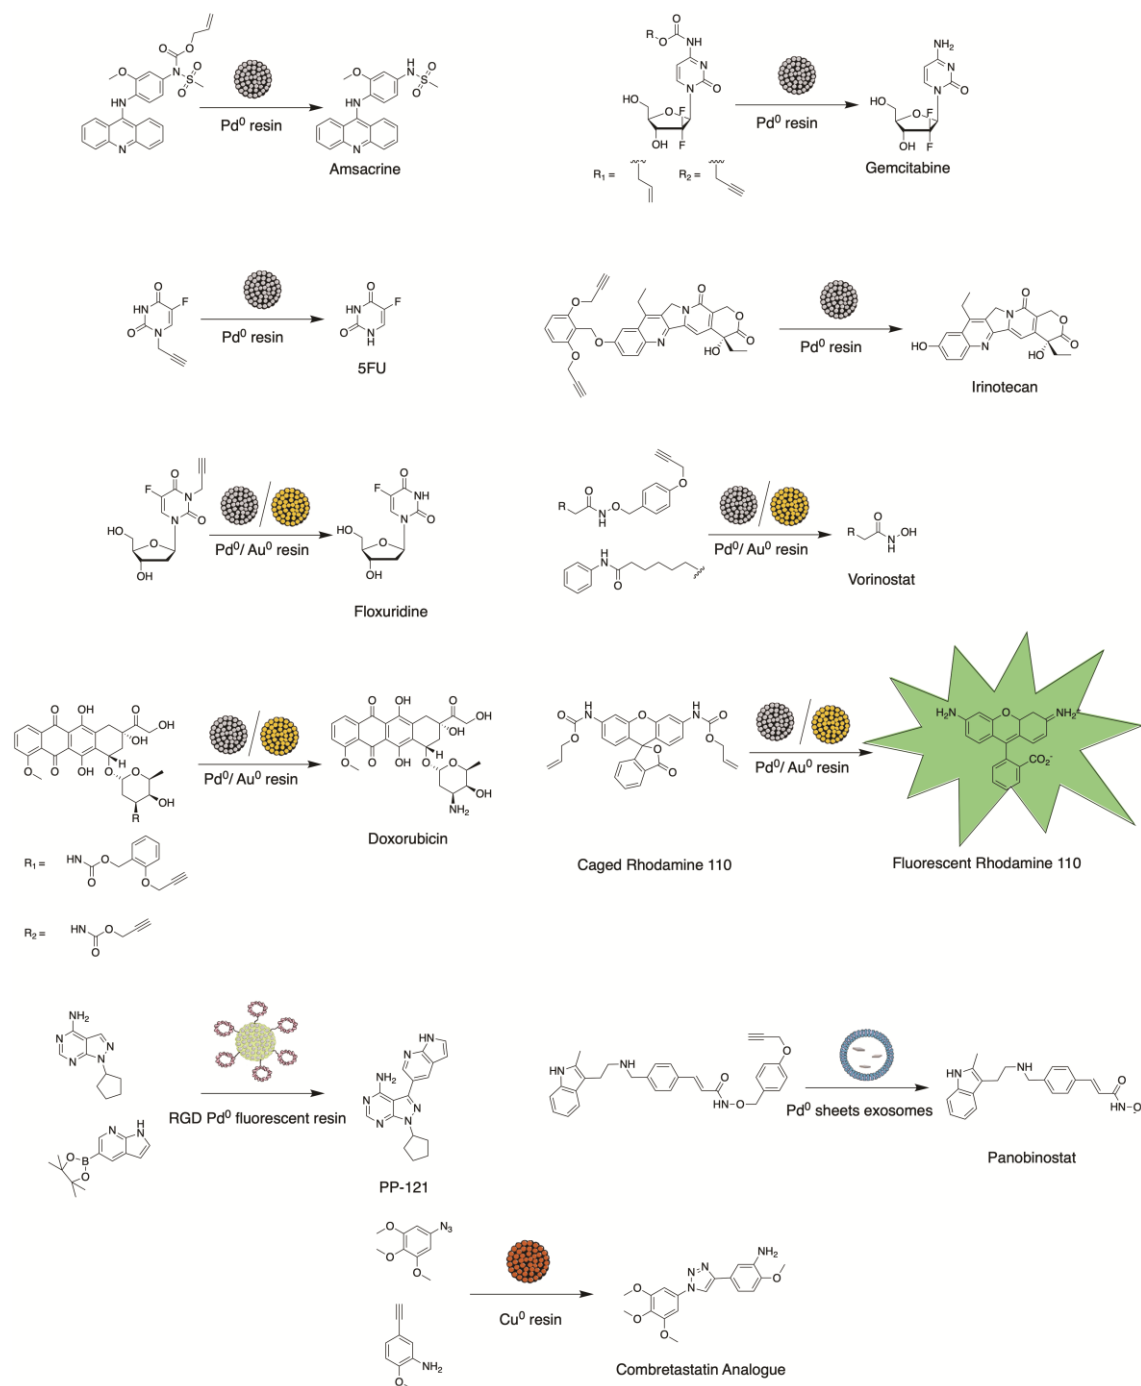 Pd⁰ resin
Amsacrine
R₁ =
R₂ =
Pd⁰ resin
Gemcitabine
Pd⁰ resin
5FU
Pd⁰ resin
Irinotecan
Pd⁰/ Au⁰ resin
Floxuridine
Pd⁰/ Au⁰ resin
Vorinostat
Pd⁰/ Au⁰ resin
Doxorubicin
R₁ =
R₂ =
Pd⁰/ Au⁰ resin
Caged Rhodamine 110
Fluorescent Rhodamine 110
RGD Pd⁰ fluorescent resin
PP-121
Pd⁰ sheets exosomes
Panobinostat
Cu⁰ resin
Combretastatin Analogue